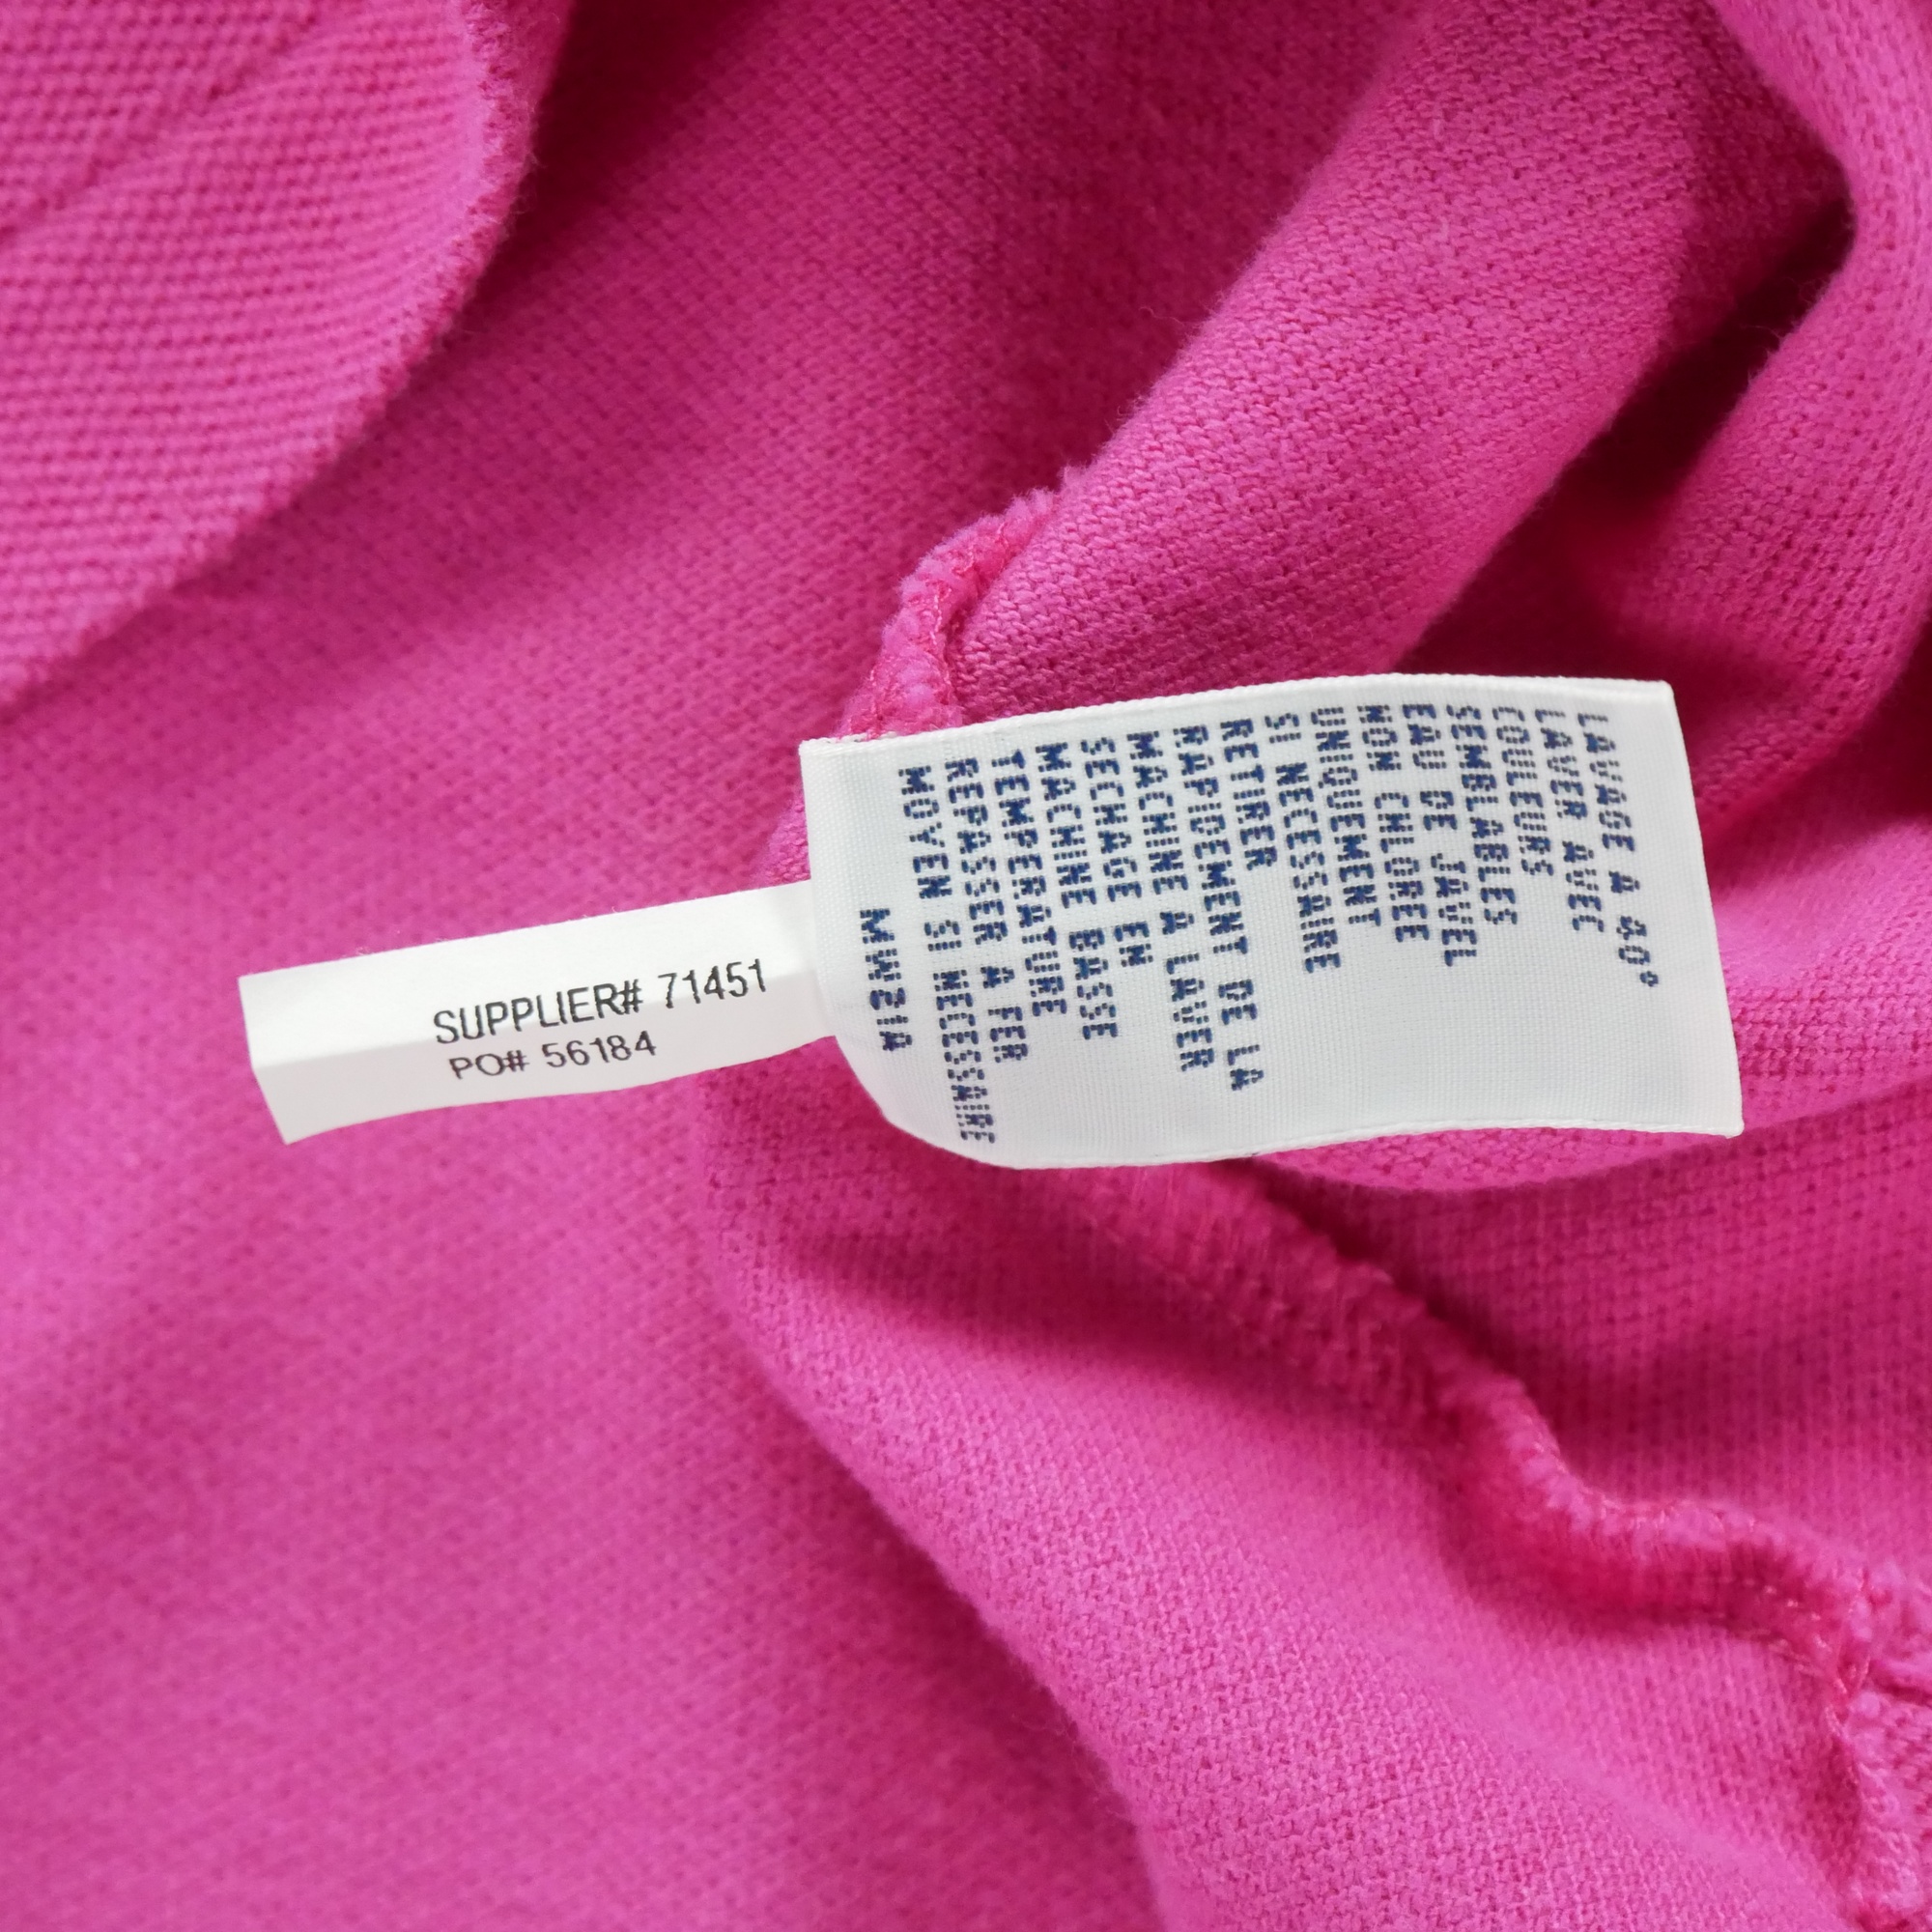 SUPPLIER# 71451
PO# 56184
LAVAGE A 40°
LAVER AVEC
COULEURS
SEMBLABLES
EAU DE JAVEL
NON CHLOREE
UNIQUEMENT
SI NECESSAIRE
RETIRER
RAPIDEMENT DE LA
MACHINE A LAVER
SECHAGE EN
MACHINE BASSE
TEMPERATURE
REPASSER A FER
MOYEN SI NECESSAIRE
MW21A